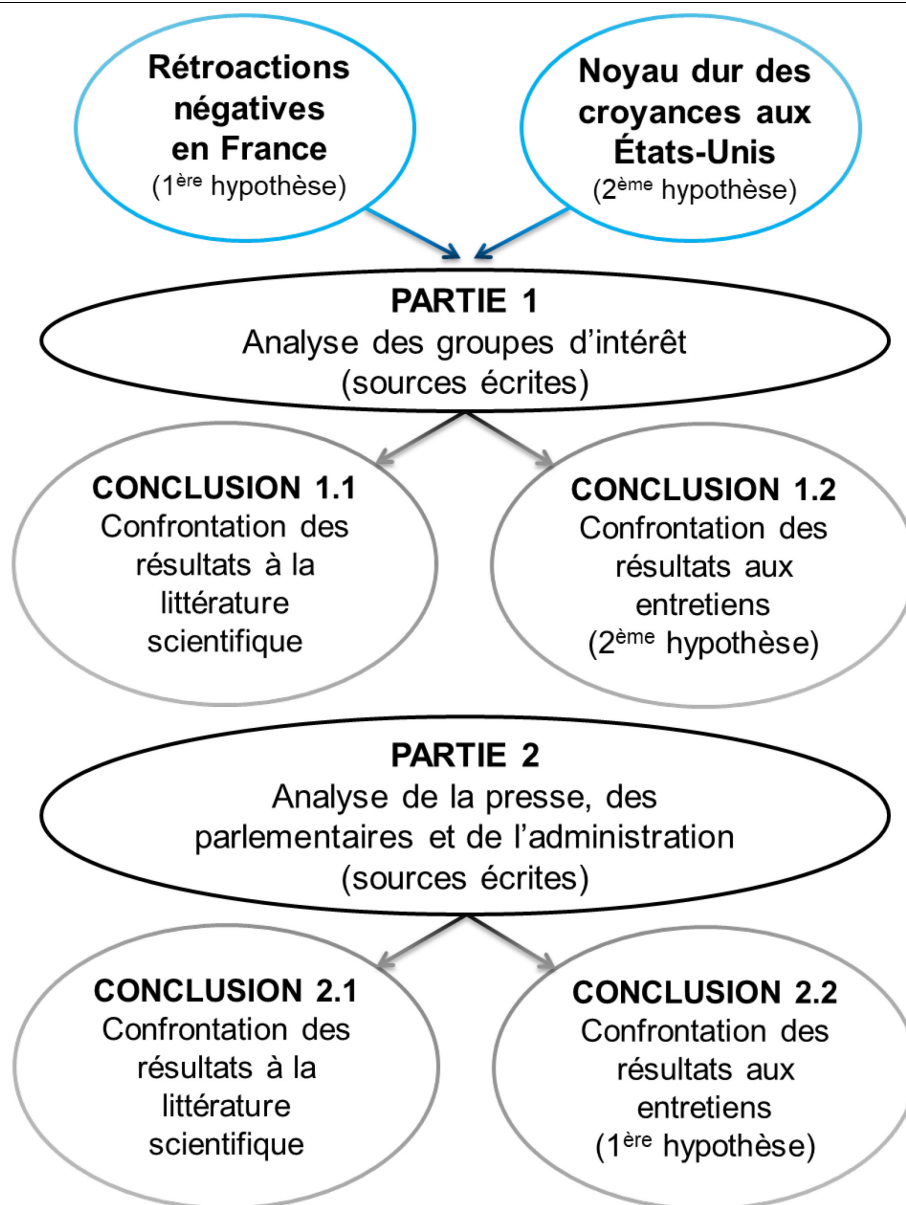 Rétroactions
négatives
en France
(1ère hypothèse)
Noyau dur des
croyances aux
États-Unis
(2ème hypothèse)
PARTIE 1
Analyse des groupes d’intérêt
(sources écrites)
CONCLUSION 1.1
Confrontation des
résultats à la
littérature
scientifique
CONCLUSION 1.2
Confrontation des
résultats aux
entretiens
(2ème hypothèse)
PARTIE 2
Analyse de la presse, des
parlementaires et de l’administration
(sources écrites)
CONCLUSION 2.1
Confrontation des
résultats à la
littérature
scientifique
CONCLUSION 2.2
Confrontation des
résultats aux
entretiens
(1ère hypothèse)